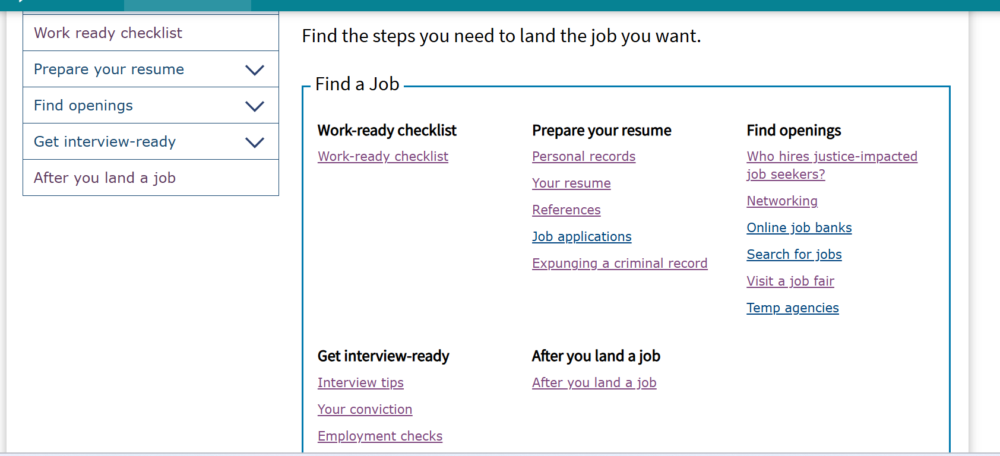 Work ready checklist
Prepare your resume
Find openings
Get interview-ready
After you land a job
Find the steps you need to land the job you want.
Find a Job
Work-ready checklist
Work-ready checklist
Prepare your resume
Personal records
Your resume
References
Job applications
Expunging a criminal record
Find openings
Who hires justice-impacted
job seekers?
Networking
Online job banks
Search for jobs
Visit a job fair
Temp agencies
Get interview-ready
Interview tips
Your conviction
Employment checks
After you land a job
After you land a job